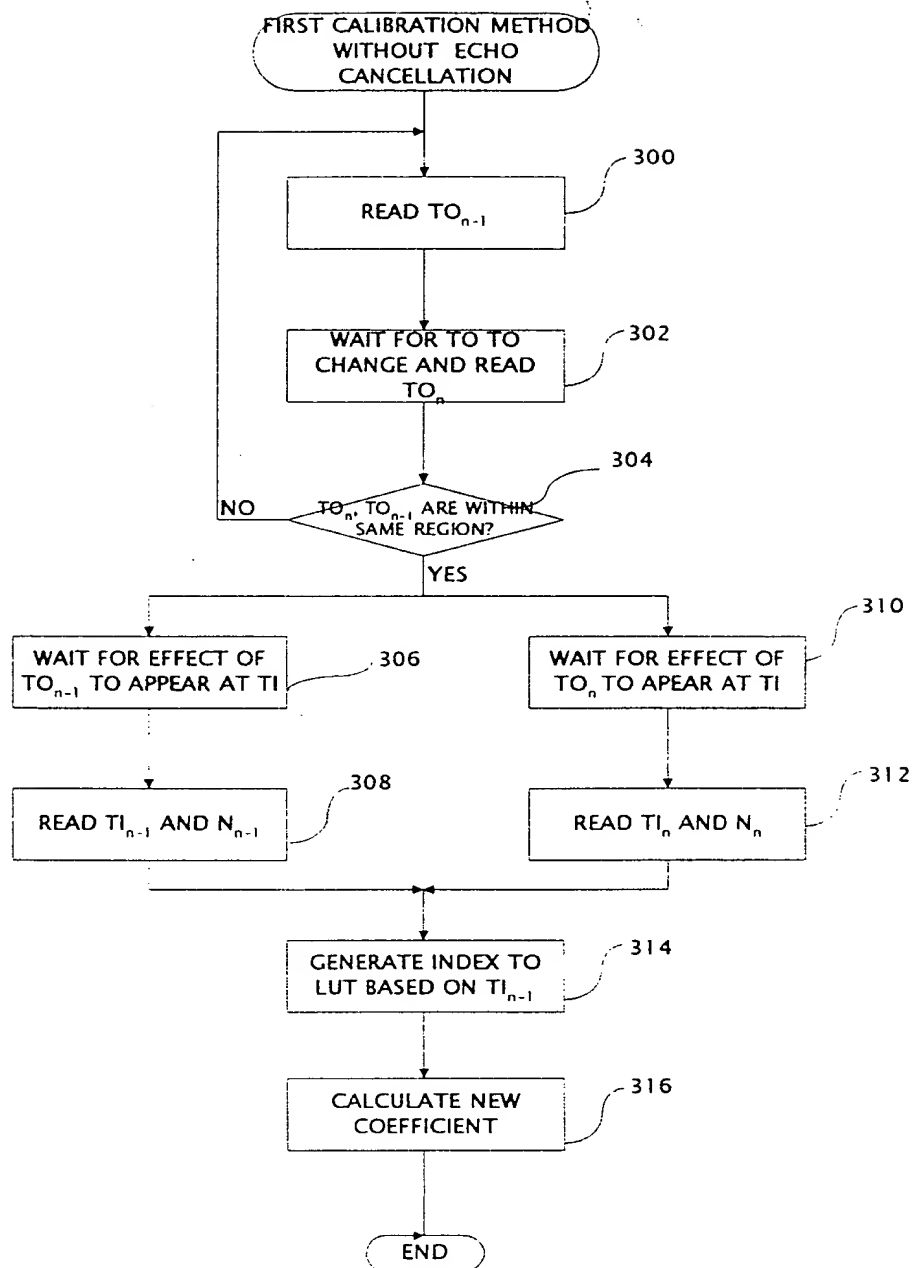 FIRST CALIBRATION METHOD
WITHOUT ECHO
CANCELLATION
300
READ TOn-1
302
WAIT FOR TO TO
CHANGE AND READ
TOn
304
TOn, TOn-1 ARE WITHIN
SAME REGION?
NO
YES
306
WAIT FOR EFFECT OF
TOn-1 TO APPEAR AT TI
310
WAIT FOR EFFECT OF
TOn TO APEAR AT TI
308
READ TIn-1 AND Nn-1
312
READ TIn AND Nn
314
GENERATE INDEX TO
LUT BASED ON TIn-1
316
CALCULATE NEW
COEFFICIENT
END